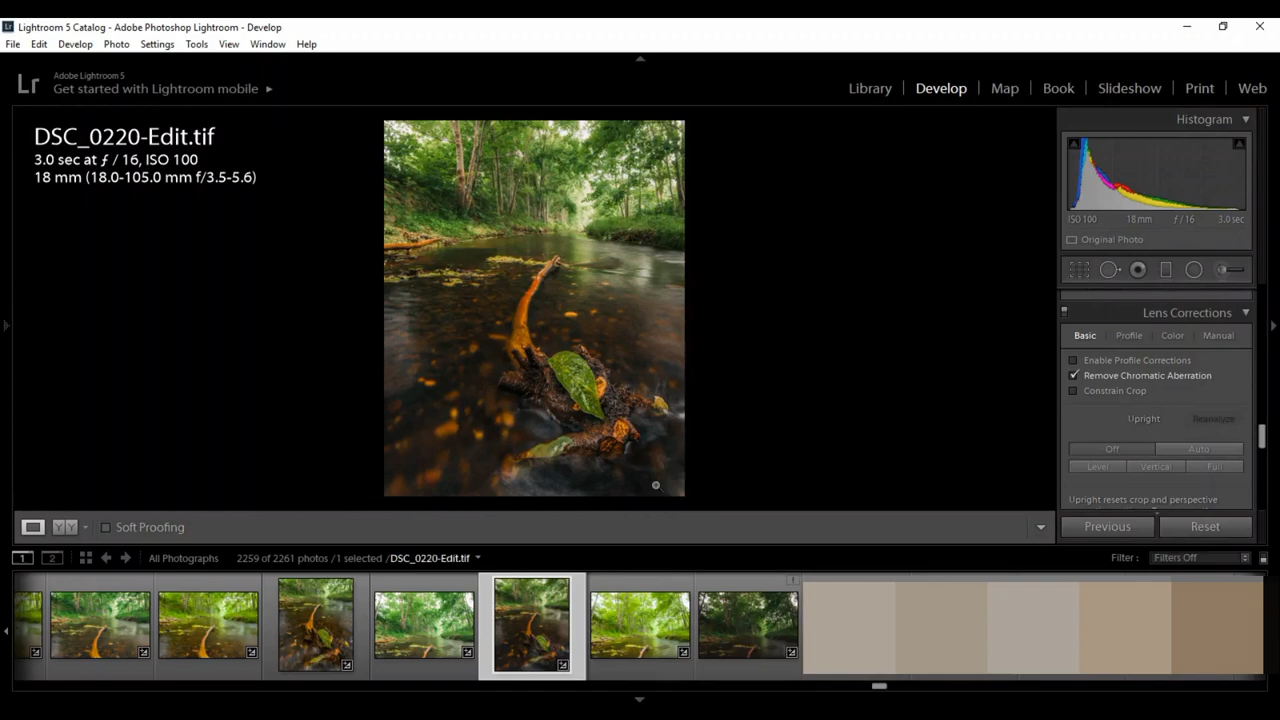 Lightroom 5 Catalog - Adobe Photoshop Lightroom - Develop
File Edit Develop Photo Settings Tools View Window Help
Lr
Adobe Lightroom 5
Get started with Lightroom mobile
Library Develop Map Book Slideshow Print Web
DSC_0220-Edit.tif
3.0 sec at ƒ / 16, ISO 100
18 mm (18.0-105.0 mm f/3.5-5.6)
Histogram
ISO 100 18 mm ƒ / 16 3.0 sec
Original Photo
Lens Corrections
Basic Profile Color Manual
Enable Profile Corrections
Remove Chromatic Aberration
Constrain Crop
Upright Reanalyze
Off Auto
Level Vertical Full
Upright resets crop and perspective
Previous Reset
YY Soft Proofing
1 2 All Photographs 2259 of 2261 photos / 1 selected / DSC_0220-Edit.tif Filter : Filters Off